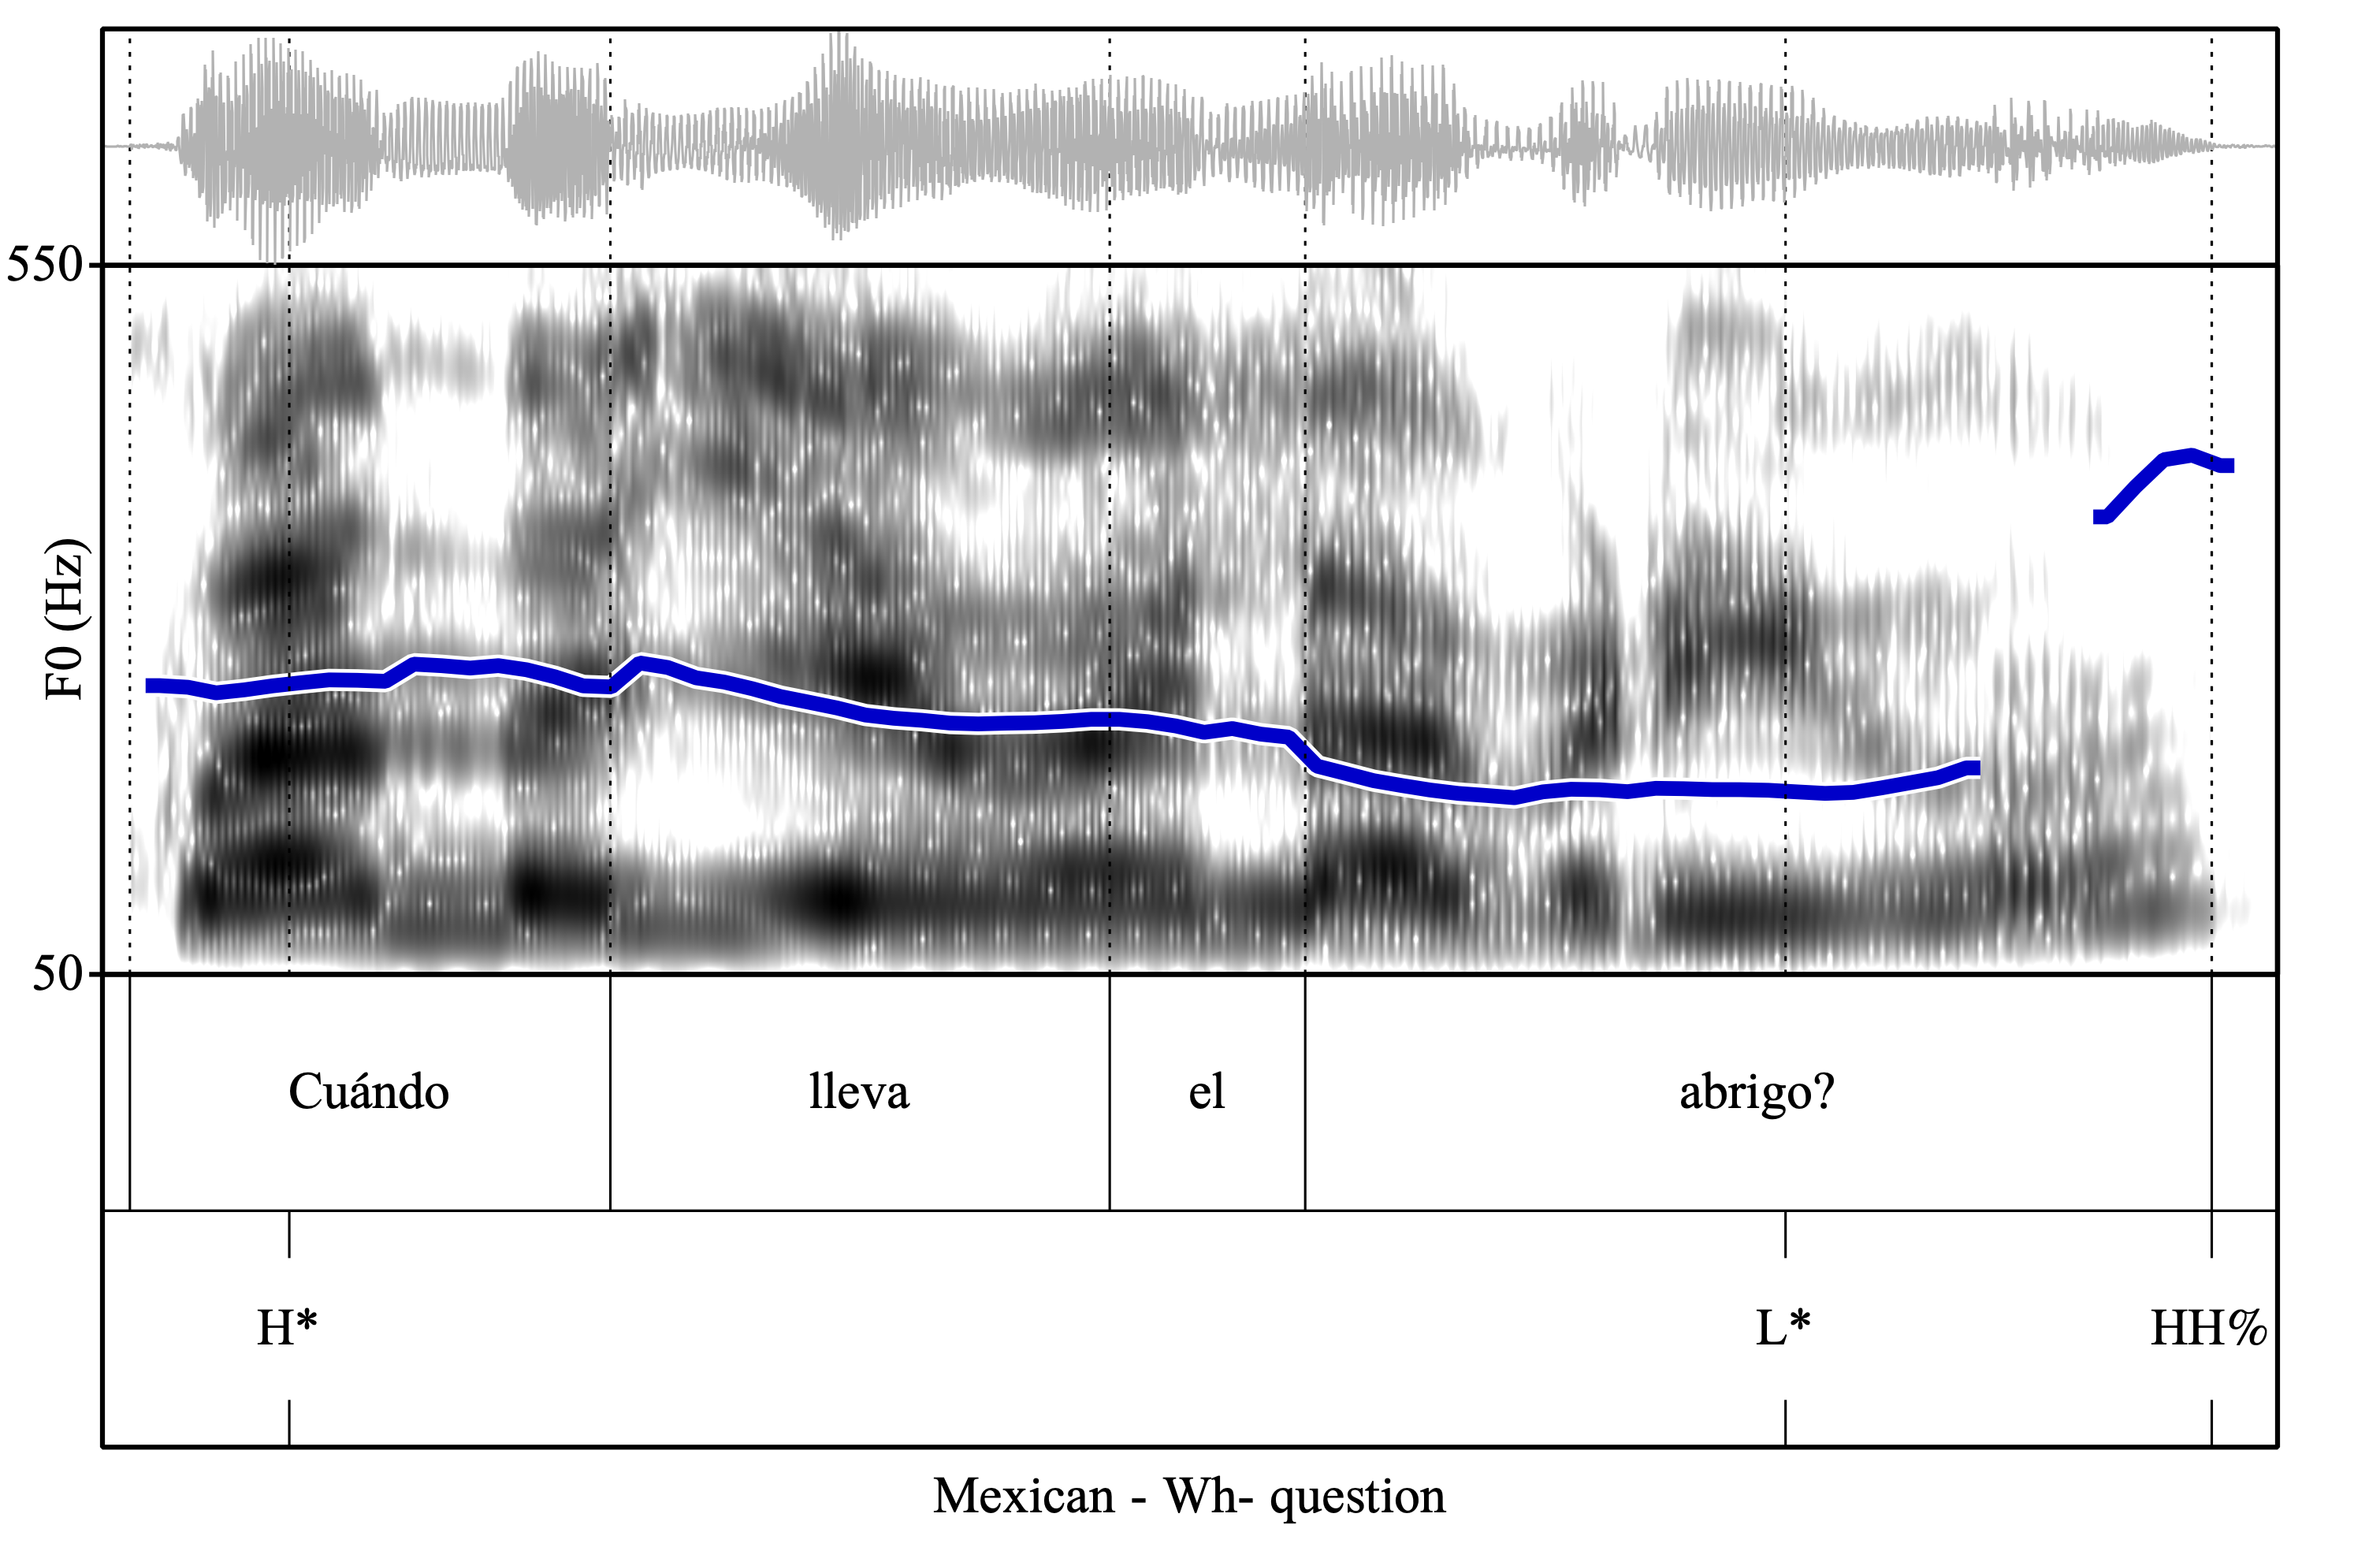 550
F0 (Hz)
50
Cuándo lleva el abrigo?
H* L* HH%
Mexican - Wh- question